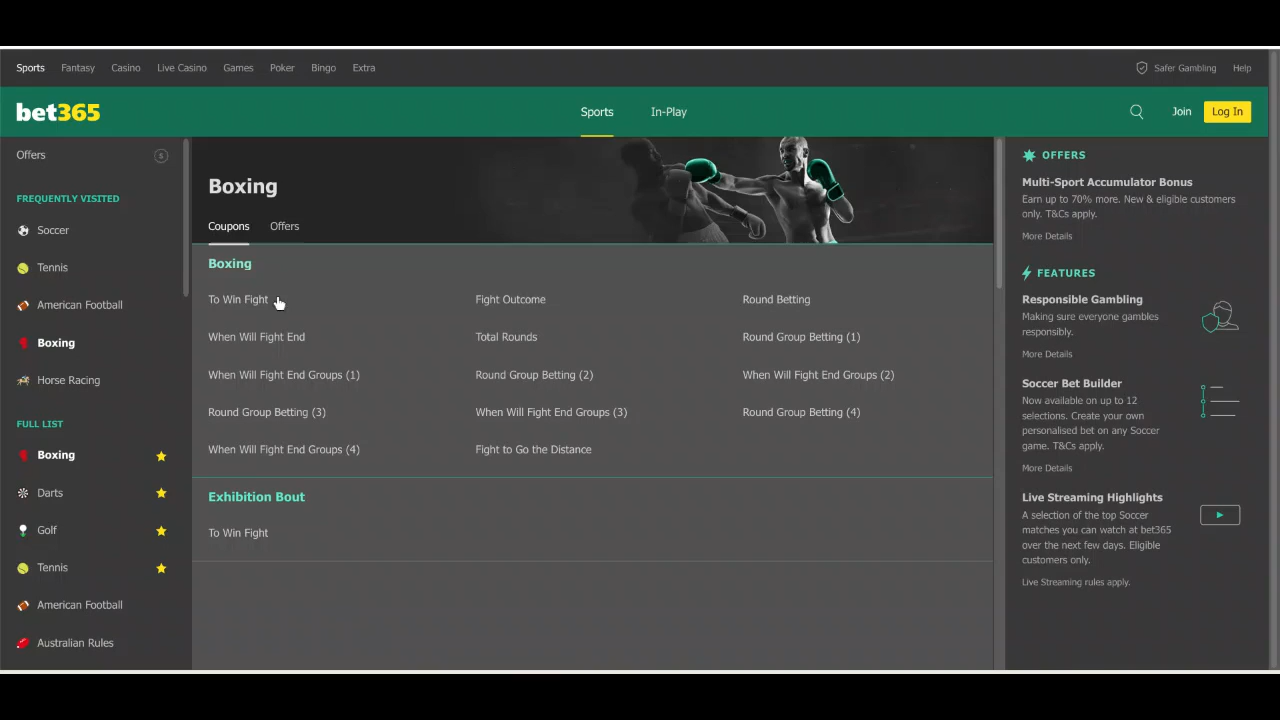 Sports Fantasy Casino Live Casino Games Poker Bingo Extra Safer Gambling Help
bet365 Sports In-Play Join Log In
Offers
FREQUENTLY VISITED
Soccer
Tennis
American Football
Boxing
Horse Racing
FULL LIST
Boxing
Darts
Golf
Tennis
American Football
Australian Rules
Boxing
Coupons Offers
Boxing
To Win Fight Fight Outcome Round Betting
When Will Fight End Total Rounds Round Group Betting (1)
When Will Fight End Groups (1) Round Group Betting (2) When Will Fight End Groups (2)
Round Group Betting (3) When Will Fight End Groups (3) Round Group Betting (4)
When Will Fight End Groups (4) Fight to Go the Distance
Exhibition Bout
To Win Fight
OFFERS
Multi-Sport Accumulator Bonus
Earn up to 70% more. New & eligible customers
only. T&Cs apply.
More Details
FEATURES
Responsible Gambling
Making sure everyone gambles
responsibly.
More Details
Soccer Bet Builder
Now available on up to 12
selections. Create your own
personalised bet on any Soccer
game. T&Cs apply.
More Details
Live Streaming Highlights
A selection of the top Soccer
matches you can watch at bet365
over the next few days. Eligible
customers only.
Live Streaming rules apply.